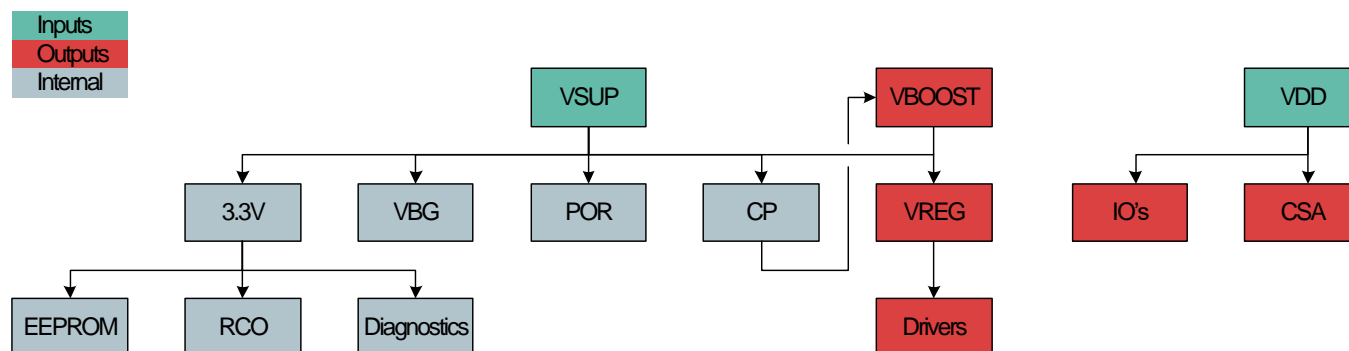 Inputs
Outputs
Internal
VSUP
VBOOST
VDD
3.3V
VBG
POR
CP
VREG
IO's
CSA
EEPROM
RCO
Diagnostics
Drivers